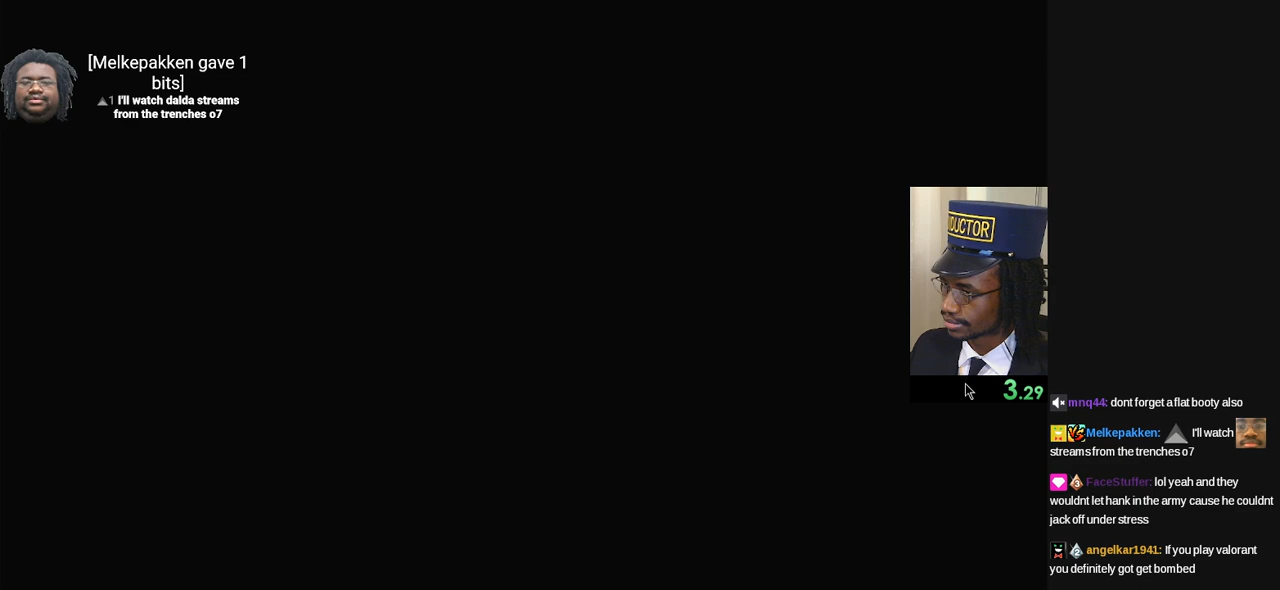 [Melkepakken gave 1
bits]
1 I'll watch dalda streams
from the trenches o7
DUCTOR
3.29
mnq44: dont forget a flat booty also
Melkepakken: I'll watch
streams from the trenches o7
3 FaceStuffer: lol yeah and they
wouldnt let hank in the army cause he couldnt
jack off under stress
2 angelkar1941: If you play valorant
you definitely got get bombed